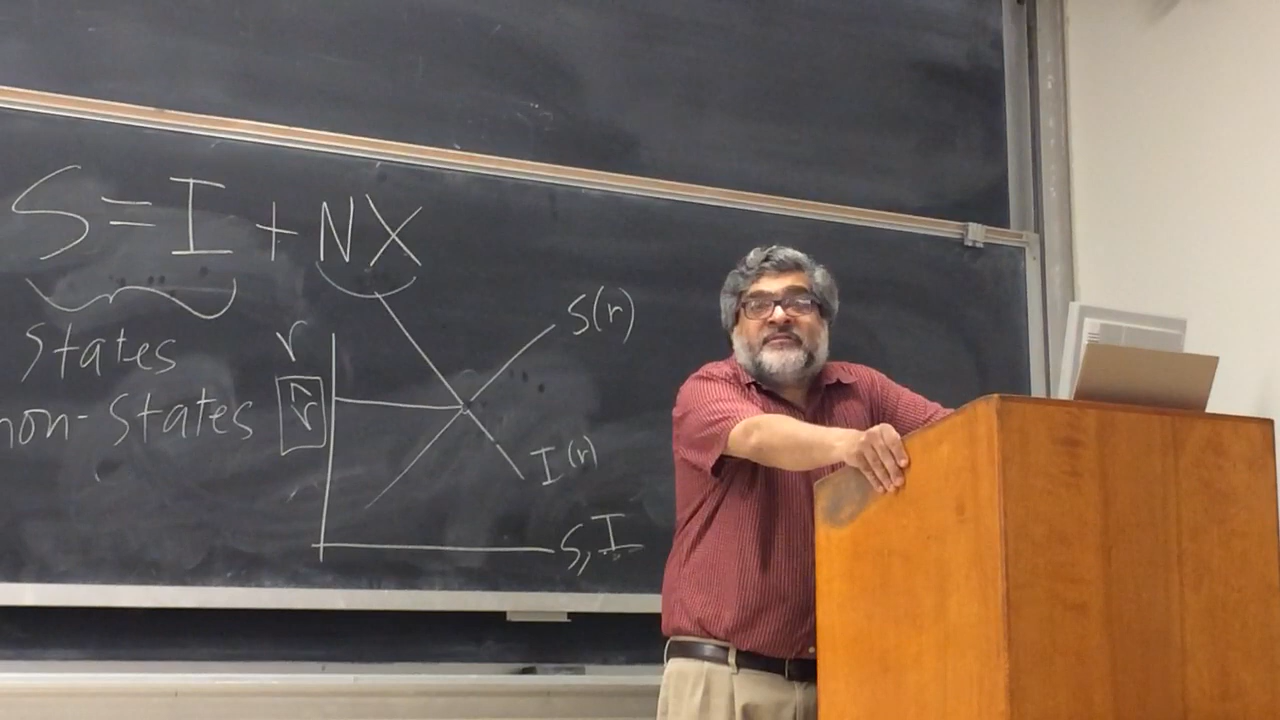 S = I + NX
States
non-States
r
S(r)
r̂
I(r)
S, I